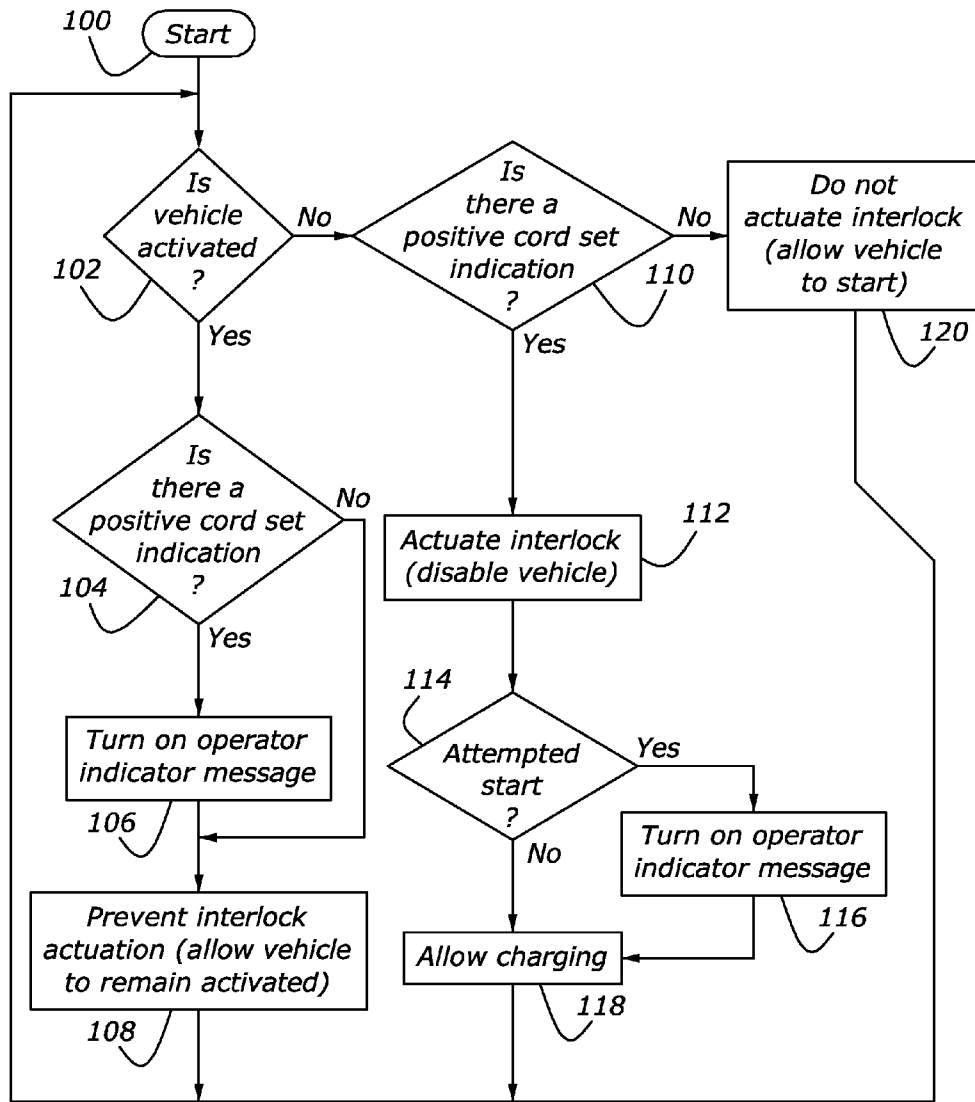 100
Start
Is
vehicle
activated
?
102
No
Yes
Is
there a
positive cord set
indication
?
110
No
Yes
Do not
actuate interlock
(allow vehicle
to start)
120
Is
there a
positive cord set
indication
?
104
No
Yes
Actuate interlock
(disable vehicle)
112
114
Attempted
start
?
Yes
No
Turn on operator
indicator message
106
Turn on operator
indicator message
116
Prevent interlock
actuation (allow vehicle
to remain activated)
108
Allow charging
118